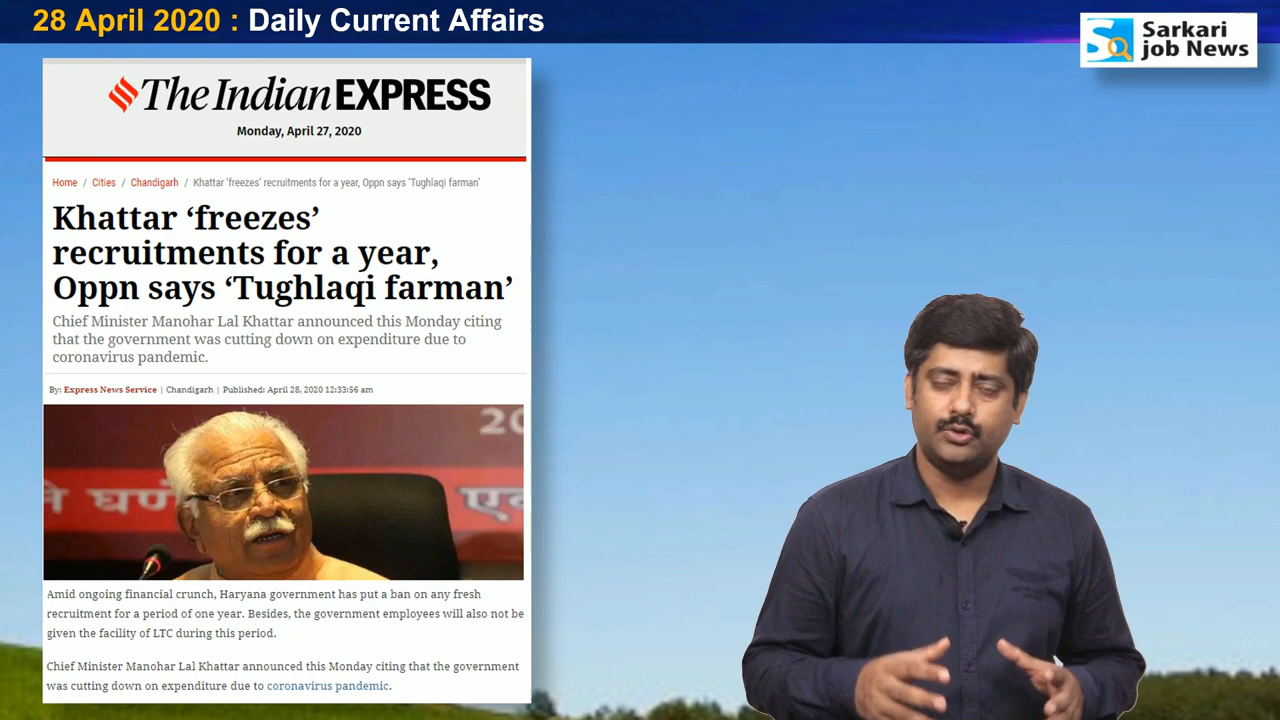 28 April 2020 : Daily Current Affairs
Sarkari
job News
The Indian EXPRESS
Monday, April 27, 2020
Home / Cities / Chandigarh / Khattar ‘freezes’ recruitments for a year, Oppn says ‘Tughlaqi farman’
Khattar ‘freezes’
recruitments for a year,
Oppn says ‘Tughlaqi farman’
Chief Minister Manohar Lal Khattar announced this Monday citing
that the government was cutting down on expenditure due to
coronavirus pandemic.
By: Express News Service | Chandigarh | Published: April 28, 2020 12:33:56 am
20
Amid ongoing financial crunch, Haryana government has put a ban on any fresh
recruitment for a period of one year. Besides, the government employees will also not be
given the facility of LTC during this period.
Chief Minister Manohar Lal Khattar announced this Monday citing that the government
was cutting down on expenditure due to coronavirus pandemic.